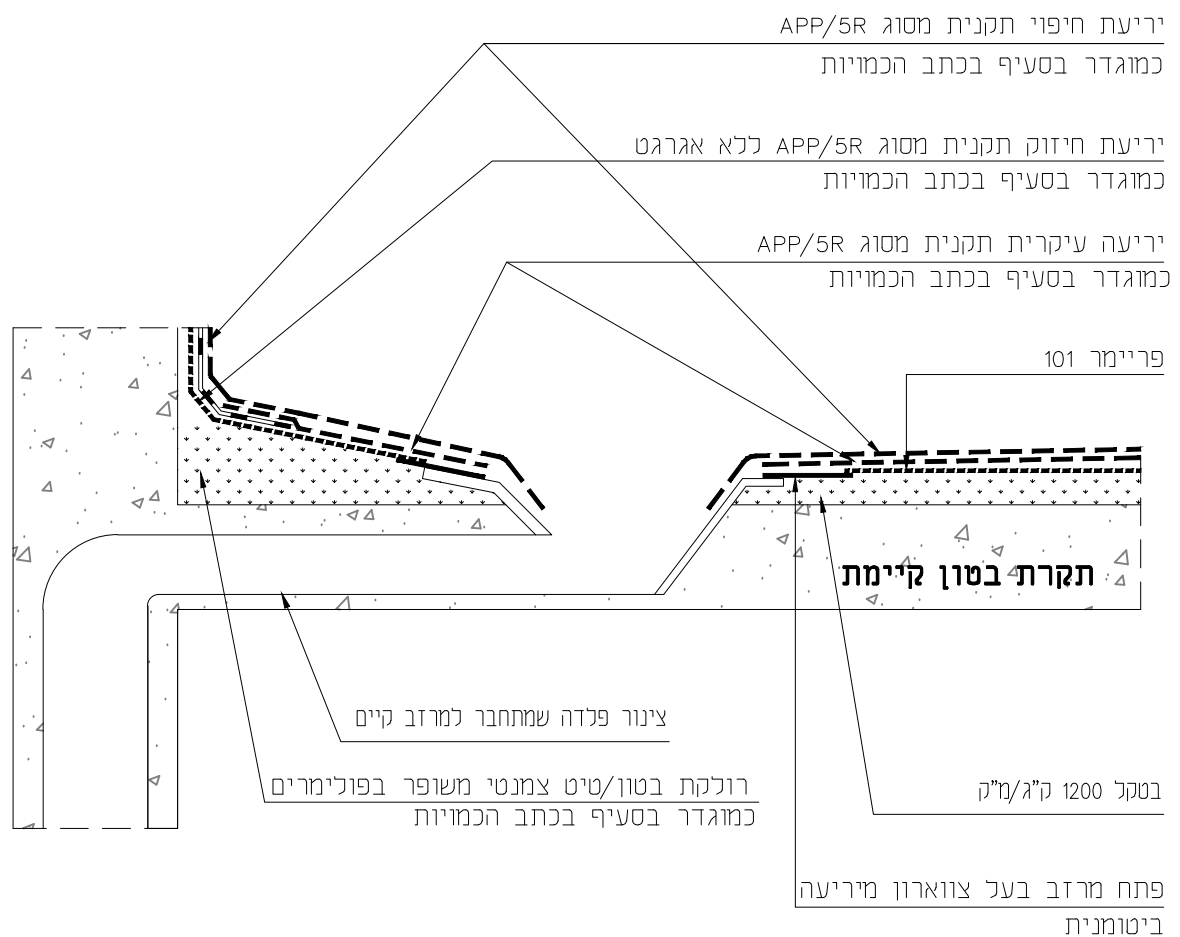 יריעת חיפוי תקנית מסוג APP/5R
כמוגדר בסעיף בכתב הכמויות
יריעת חיזוק תקנית מסוג APP/5R ללא אגרגט
כמוגדר בסעיף בכתב הכמויות
יריעה עיקרית תקנית מסוג APP/5R
כמוגדר בסעיף בכתב הכמויות
פריימר 101
תקרת בטון קיימת
צינור פלדה שמתחבר למרזב קיים
רולקת בטון/טיט צמנטי משופר בפולימרים
כמוגדר בסעיף בכתב הכמויות
בטקל 1200 ק"ג/מ"ק
פתח מרזב בעל צווארון מיריעה
ביטומנית